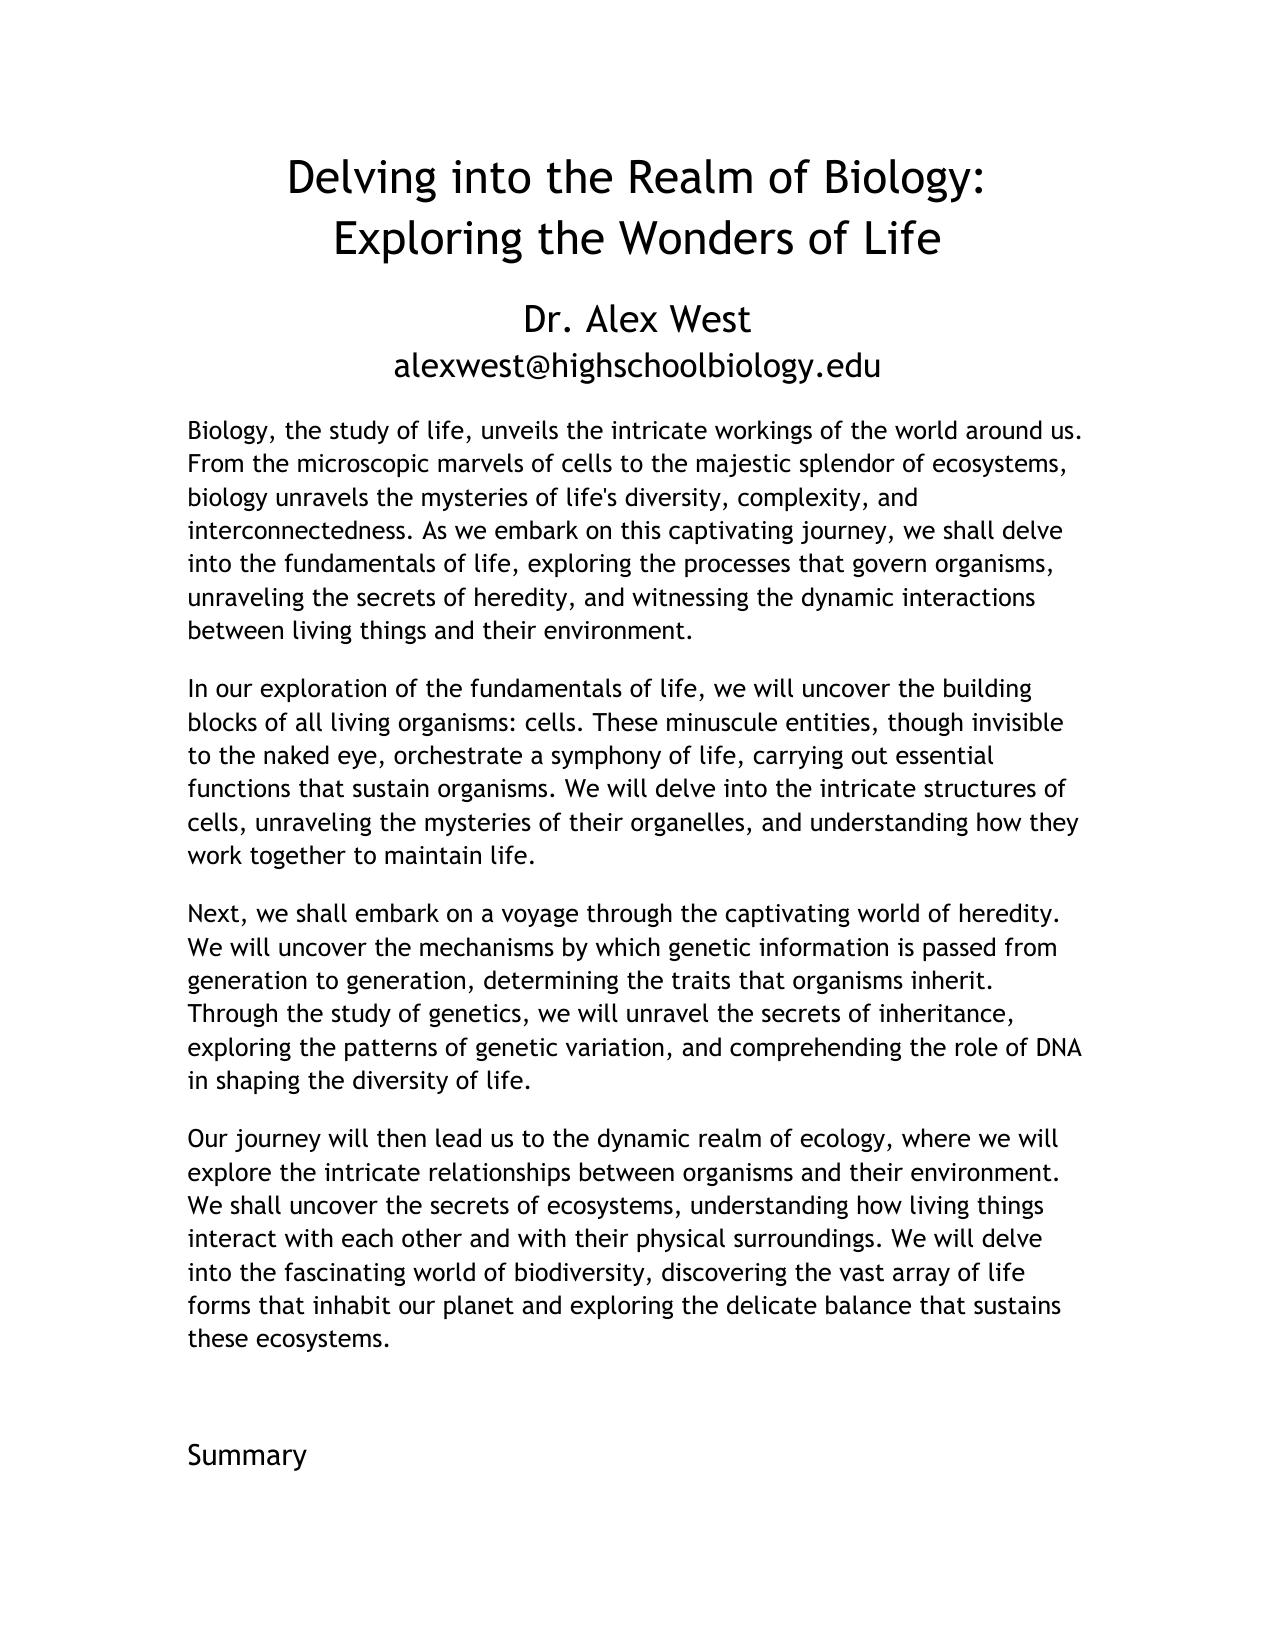 Delving into the Realm of Biology:
Exploring the Wonders of Life
Dr. Alex West
alexwest@highschoolbiology.edu
Biology, the study of life, unveils the intricate workings of the world around us.
From the microscopic marvels of cells to the majestic splendor of ecosystems,
biology unravels the mysteries of life's diversity, complexity, and
interconnectedness. As we embark on this captivating journey, we shall delve
into the fundamentals of life, exploring the processes that govern organisms,
unraveling the secrets of heredity, and witnessing the dynamic interactions
between living things and their environment.
In our exploration of the fundamentals of life, we will uncover the building
blocks of all living organisms: cells. These minuscule entities, though invisible
to the naked eye, orchestrate a symphony of life, carrying out essential
functions that sustain organisms. We will delve into the intricate structures of
cells, unraveling the mysteries of their organelles, and understanding how they
work together to maintain life.
Next, we shall embark on a voyage through the captivating world of heredity.
We will uncover the mechanisms by which genetic information is passed from
generation to generation, determining the traits that organisms inherit.
Through the study of genetics, we will unravel the secrets of inheritance,
exploring the patterns of genetic variation, and comprehending the role of DNA
in shaping the diversity of life.
Our journey will then lead us to the dynamic realm of ecology, where we will
explore the intricate relationships between organisms and their environment.
We shall uncover the secrets of ecosystems, understanding how living things
interact with each other and with their physical surroundings. We will delve
into the fascinating world of biodiversity, discovering the vast array of life
forms that inhabit our planet and exploring the delicate balance that sustains
these ecosystems.
Summary